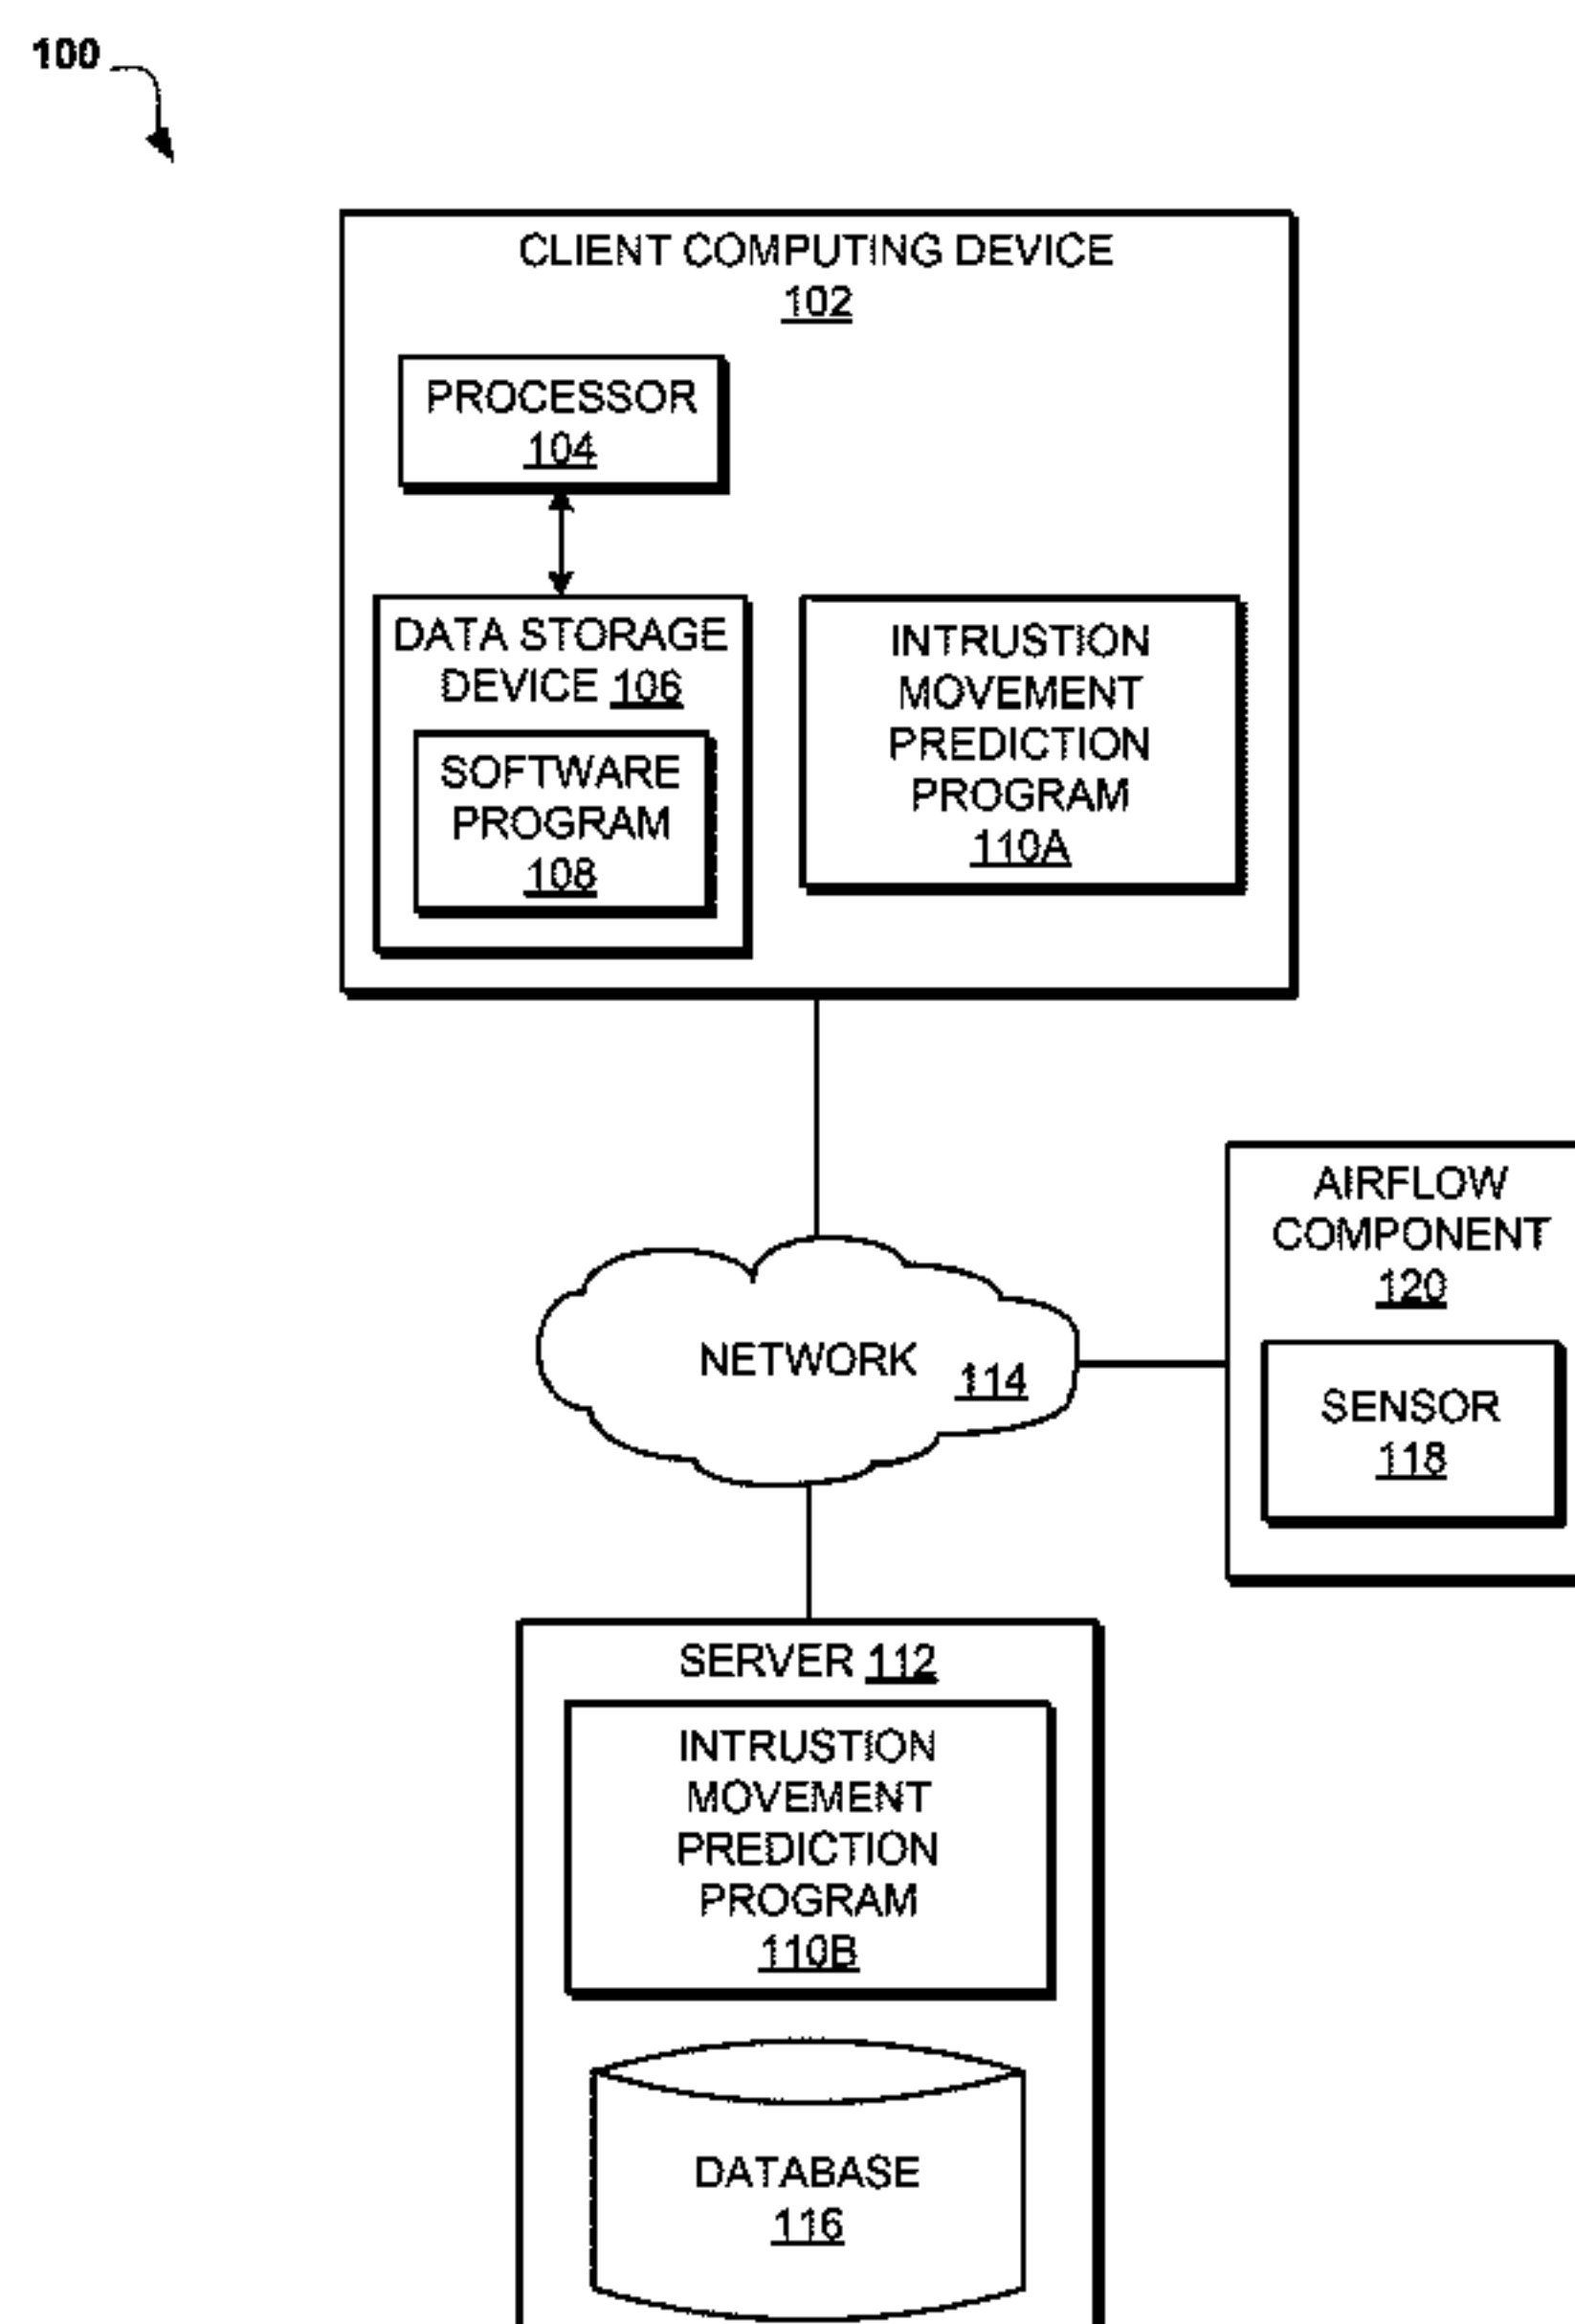 100
CLIENT COMPUTING DEVICE
102
PROCESSOR
104
DATA STORAGE
DEVICE 106
SOFTWARE
PROGRAM
108
INTRUSTION
MOVEMENT
PREDICTION
PROGRAM
110A
AIRFLOW
COMPONENT
120
SENSOR
118
NETWORK 114
SERVER 112
INTRUSTION
MOVEMENT
PREDICTION
PROGRAM
110B
DATABASE
116